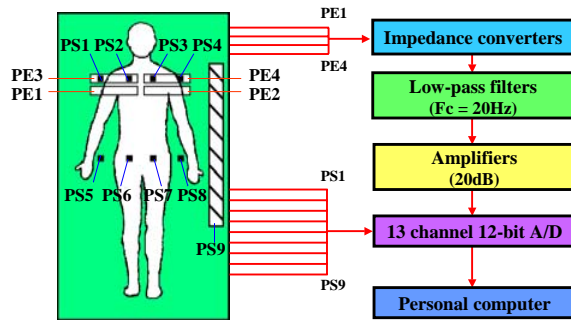 PE1
PS1 PS2 PS3 PS4
Impedance converters
PE3
PE4
PE4
PE1
PE2
Low-pass filters
(Fc = 20Hz)
Amplifiers
(20dB)
PS1
PS5 PS6 PS7 PS8
13 channel 12-bit A/D
PS9
PS9
Personal computer